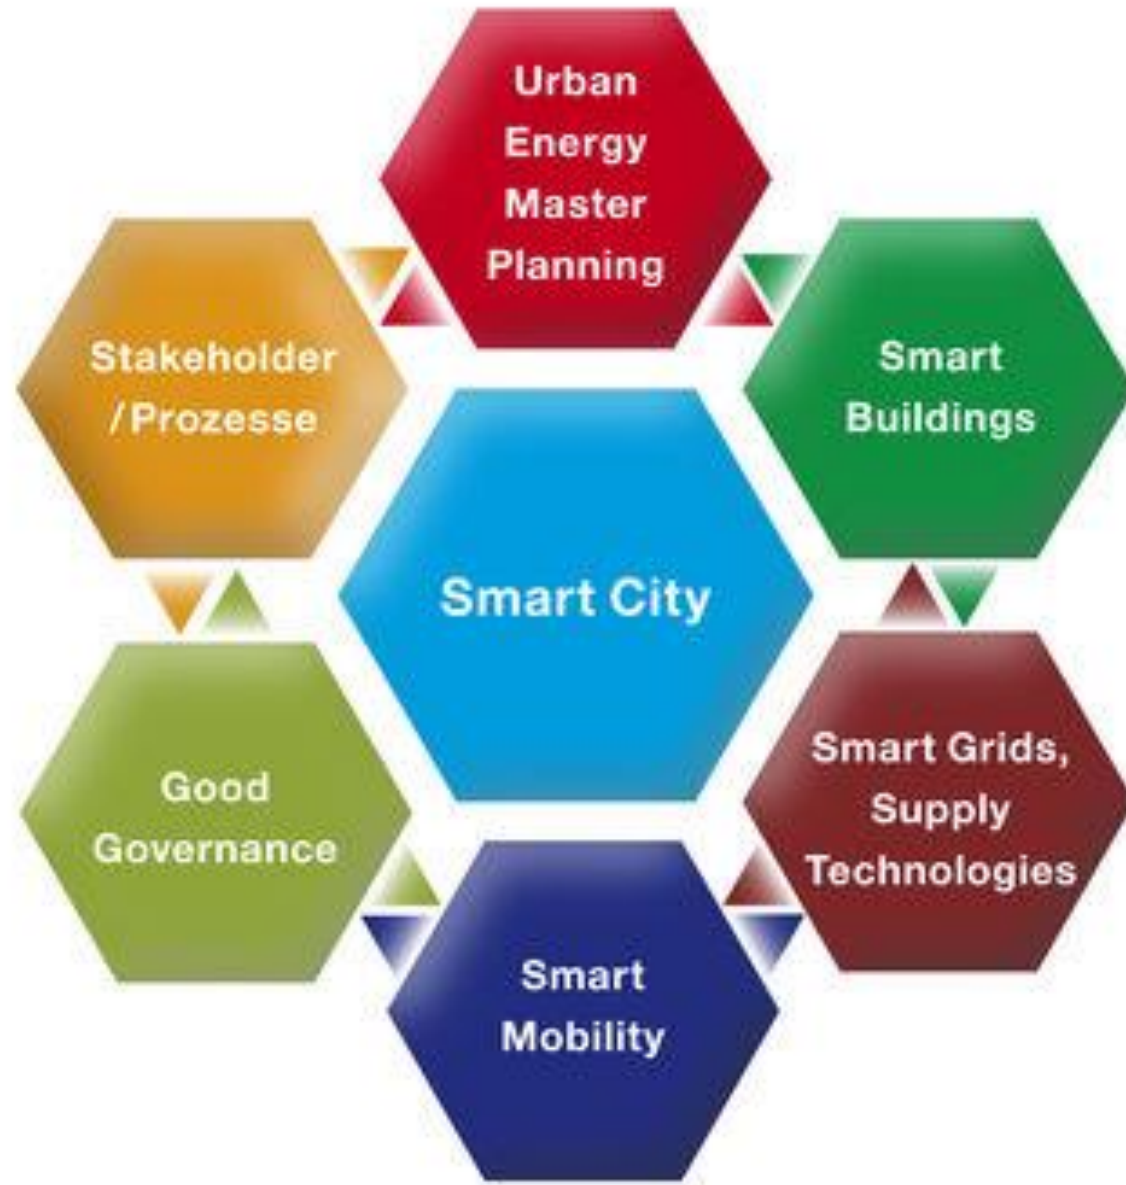 Urban
Energy
Master
Planning
Stakeholder
/Prozesse
Smart
Buildings
Smart City
Good
Governance
Smart Grids,
Supply
Technologies
Smart
Mobility